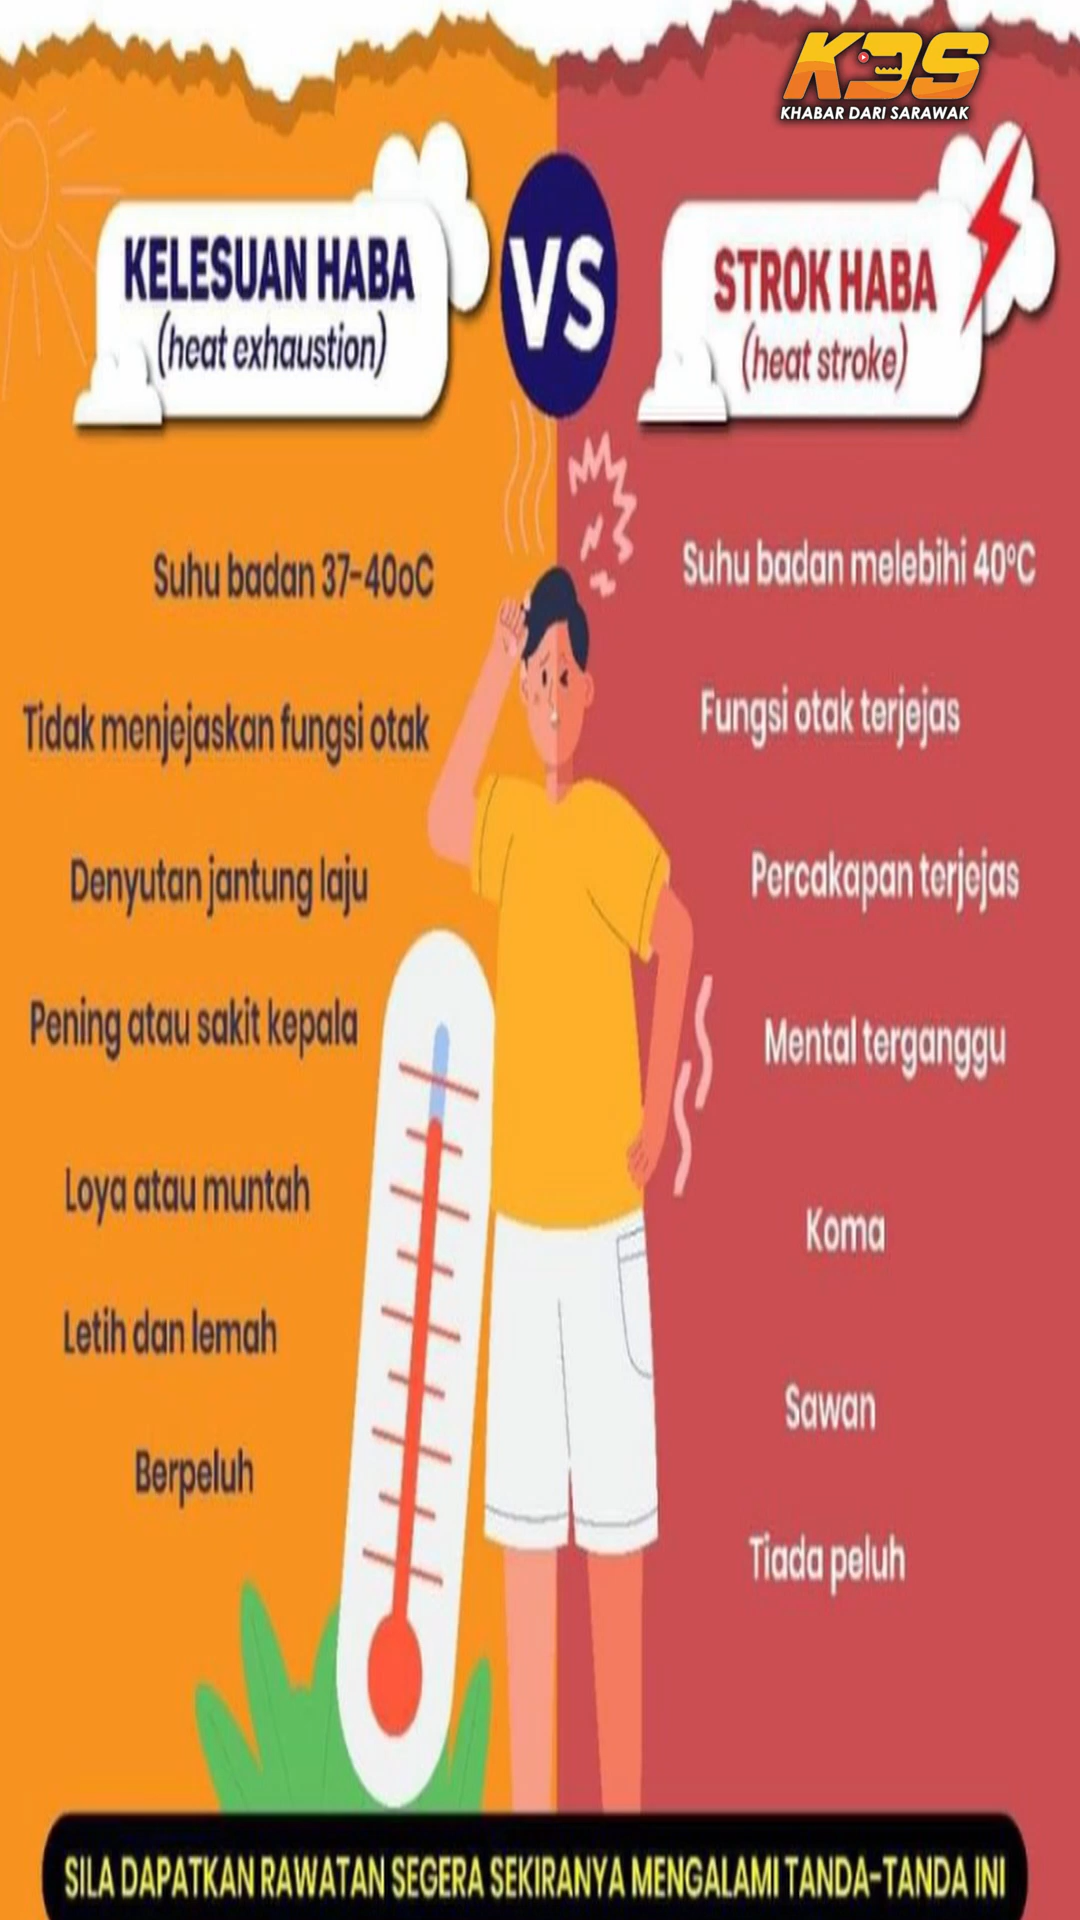 KDS
KHABAR DARI SARAWAK
KELESUAN HABA
(heat exhaustion)
VS
STROK HABA
(heat stroke)
Suhu badan 37-40oC
Tidak menjejaskan fungsi otak
Denyutan jantung laju
Pening atau sakit kepala
Loya atau muntah
Letih dan lemah
Berpeluh
Suhu badan melebihi 40ºC
Fungsi otak terjejas
Percakapan terjejas
Mental terganggu
Koma
Sawan
Tiada peluh
SILA DAPATKAN RAWATAN SEGERA SEKIRANYA MENGALAMI TANDA-TANDA INI